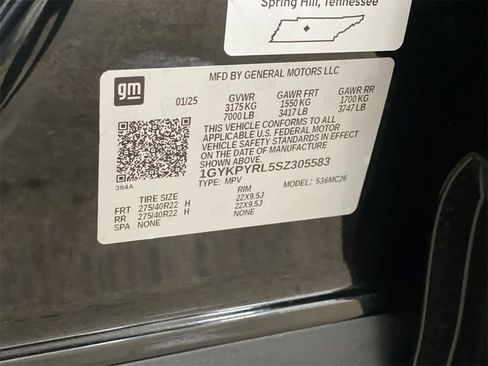 Spring Hill, Tennessee
gm
MFD BY GENERAL MOTORS LLC
01/25 GVWR GAWR FRT GAWR RR
3175 KG 1550 KG 1700 KG
7000 LB 3417 LB 3747 LB
THIS VEHICLE CONFORMS TO ALL
APPLICABLE U.S. FEDERAL MOTOR
VEHICLE SAFETY STANDARDS IN EFFECT
ON THE DATE OF MANUFACTURE
SHOWN ABOVE.
1GYKPYRL5SZ305583
384A TYPE: MPV MODEL: 536MC26
TIRE SIZE RIM
FRT 275/40R22 H 22X9.5J
RR 275/40R22 H 22X9.5J
SPA NONE NONE